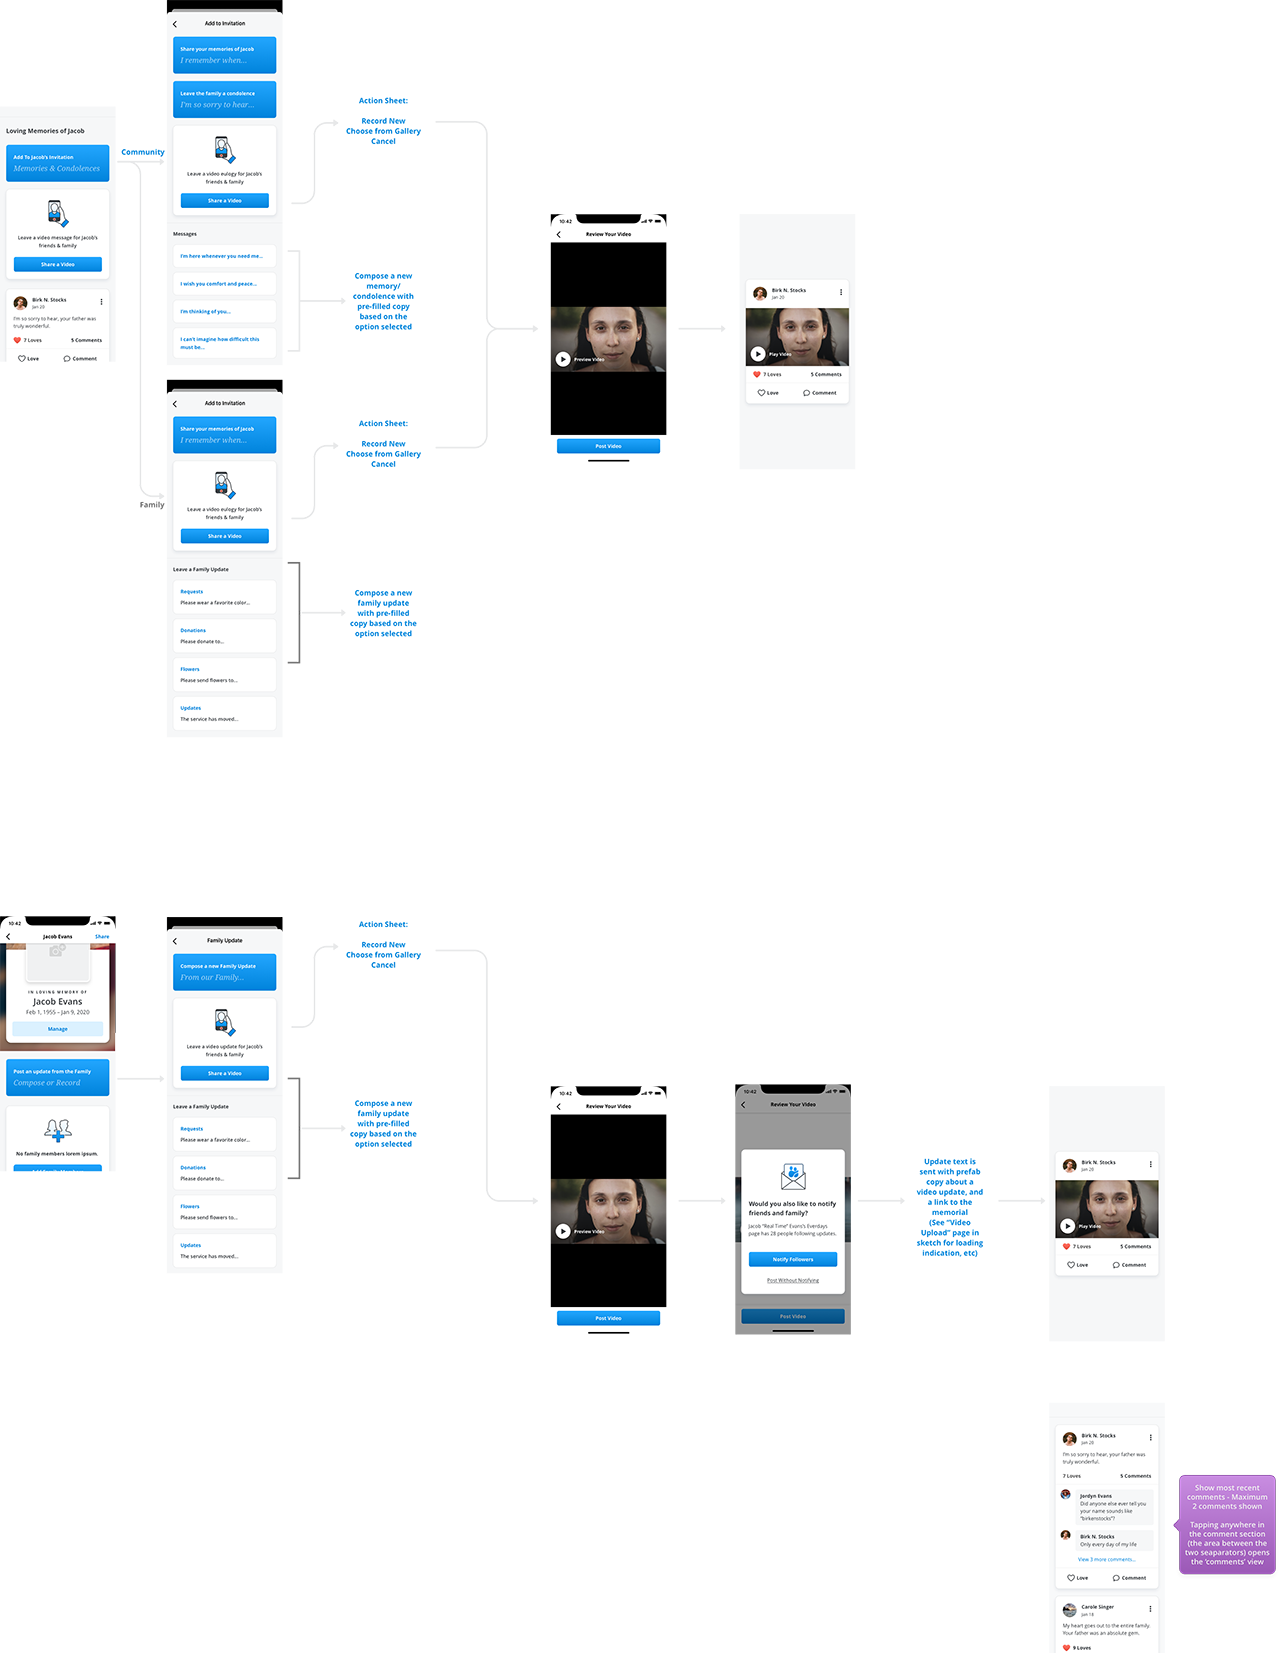 Loving Memories of Jacob
Add To Jacob's Invitation
Memories & Condolences
Leave a video message for Jacob's
friends & family
Share a Video
Birk N. Stocks
Jan 20
I'm so sorry to hear, your father was
truly wonderful.
7 Loves
5 Comments
Love
Comment
Community
Family
Add to Invitation
Share your memories of Jacob
I remember when...
Leave the family a condolence
I'm so sorry to hear...
Leave a video eulogy for Jacob's
friends & family
Share a Video
Messages
I'm here whenever you need me...
I wish you comfort and peace...
I'm thinking of you...
I can't imagine how difficult this
must be...
Action Sheet:
Record New
Choose from Gallery
Cancel
Compose a new
memory/
condolence with
pre-filled copy
based on the
option selected
Add to Invitation
Share your memories of Jacob
I remember when...
Leave a video eulogy for Jacob's
friends & family
Share a Video
Leave a Family Update
Requests
Please wear a favorite color...
Donations
Please donate to...
Flowers
Please send flowers to...
Updates
The service has moved...
Action Sheet:
Record New
Choose from Gallery
Cancel
Compose a new
family update
with pre-filled
copy based on the
option selected
10:42
Review Your Video
Preview Video
Post Video
Birk N. Stocks
Jan 20
Play Video
7 Loves
5 Comments
Love
Comment
10:42
Jacob Evans
Share
IN LOVING MEMORY OF
Jacob Evans
Feb 1, 1955 – Jan 9, 2020
Manage
Post an update from the Family
Compose or Record
No family members lorem ipsum.
Family Update
Compose a new Family Update
From our Family...
Leave a video update for Jacob's
friends & family
Share a Video
Leave a Family Update
Requests
Please wear a favorite color...
Donations
Please donate to...
Flowers
Please send flowers to...
Updates
The service has moved...
Action Sheet:
Record New
Choose from Gallery
Cancel
Compose a new
family update
with pre-filled
copy based on the
option selected
10:42
Review Your Video
Preview Video
Post Video
10:42
Review Your Video
Would you also like to notify
friends and family?
Jacob "Real Time" Evans's Everdays
page has 28 people following updates.
Notify Followers
Post Without Notifying
Post Video
Update text is
sent with prefab
copy about a
video update, and
a link to the
memorial
(See "Video
Upload" page in
sketch for loading
indication, etc)
Birk N. Stocks
Jan 20
Play Video
7 Loves
5 Comments
Love
Comment
Birk N. Stocks
Jan 20
I'm so sorry to hear, your father was
truly wonderful.
7 Loves
5 Comments
Jordyn Evans
Did anyone else ever tell you
your name sounds like
"birkenstocks"?
Birk N. Stocks
Only every day of my life
View 3 more comments...
Love
Comment
Carole Singer
Jan 18
My heart goes out to the entire family.
Your father was an absolute gem.
9 Loves
Show most recent
comments - Maximum
2 comments shown
Tapping anywhere in
the comment section
(the area between the
two seaparators) opens
the 'comments' view